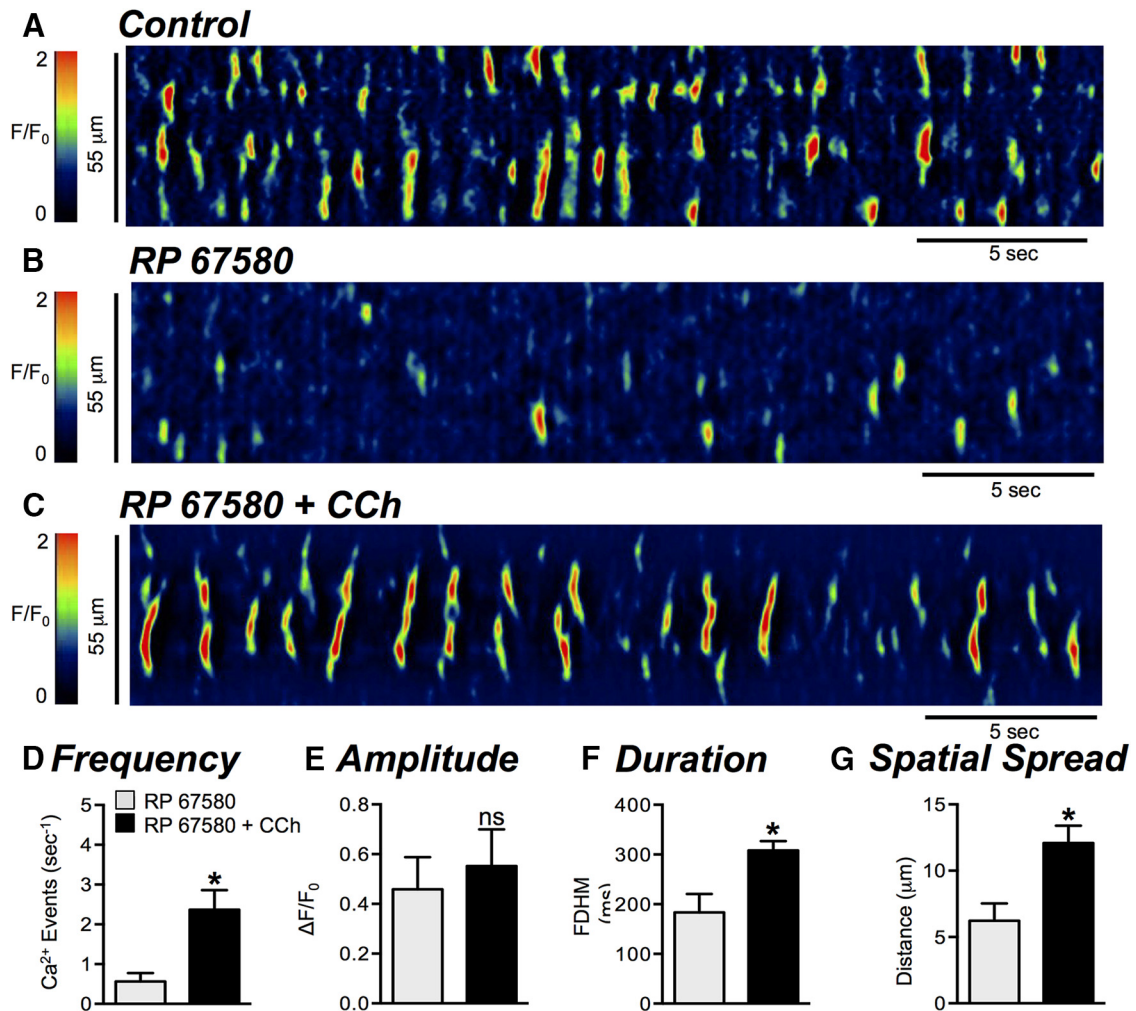 A Control
2
F/F0
0
55 µm
5 sec
B RP 67580
2
F/F0
0
55 µm
5 sec
C RP 67580 + CCh
2
F/F0
0
55 µm
5 sec
D Frequency
RP 67580
RP 67580 + CCh
Ca2+ Events (sec-1)
5
4
3
2
1
0
*
E Amplitude
ΔF/F0
0.8
0.6
0.4
0.2
0.0
ns
F Duration
FDHM
(ms)
400
300
200
100
0
*
G Spatial Spread
Distance (µm)
15
10
5
0
*